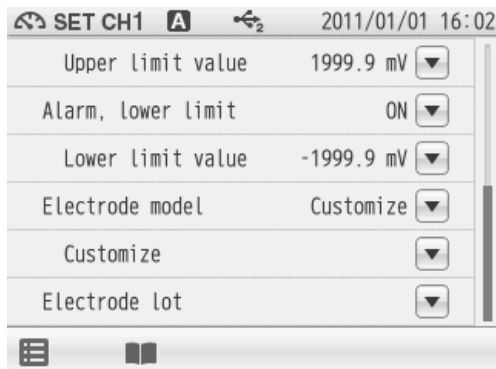 SET CH1 A 2 2011/01/01 16:02
Upper limit value 1999.9 mV
Alarm, lower limit ON
Lower limit value -1999.9 mV
Electrode model Customize
Customize
Electrode lot